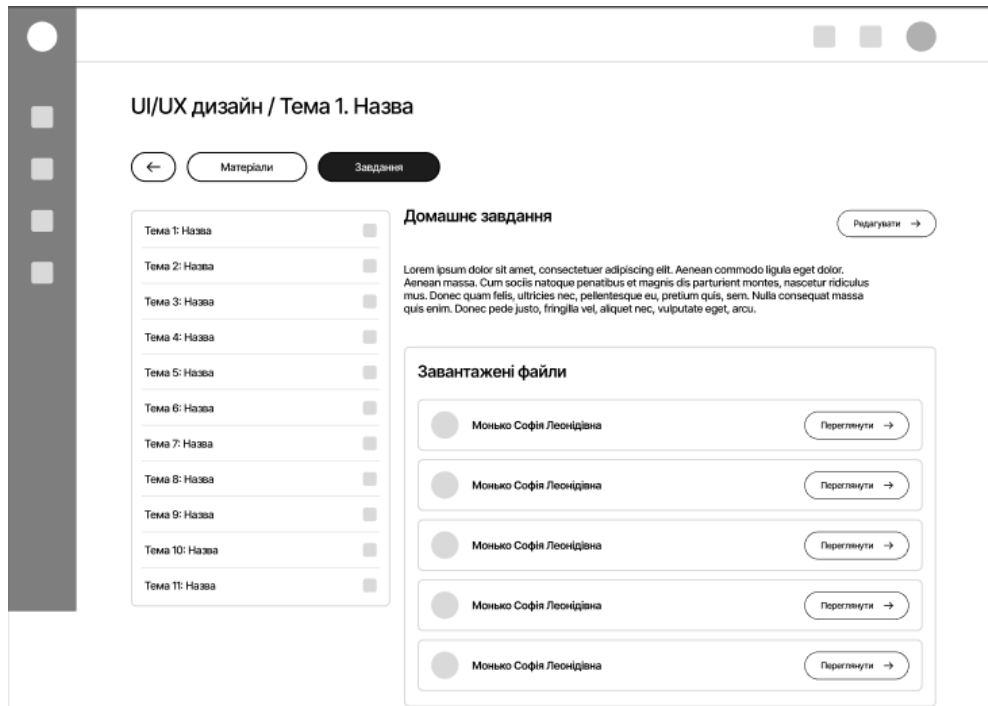 UI/UX дизайн / Тема 1. Назва
Матеріали
Завдання
Тема 1: Назва
Тема 2: Назва
Тема 3: Назва
Тема 4: Назва
Тема 5: Назва
Тема 6: Назва
Тема 7: Назва
Тема 8: Назва
Тема 9: Назва
Тема 10: Назва
Тема 11: Назва
Домашнє завдання
Редагувати →
Lorem ipsum dolor sit amet, consectetuer adipiscing elit. Aenean commodo ligula eget dolor.
Aenean massa. Cum sociis natoque penatibus et magnis dis parturient montes, nascetur ridiculus
mus. Donec quam felis, ultricies nec, pellentesque eu, pretium quis, sem. Nulla consequat massa
quis enim. Donec pede justo, fringilla vel, aliquet nec, vulputate eget, arcu.
Завантажені файли
Монько Софія Леонідівна
Переглянути →
Монько Софія Леонідівна
Переглянути →
Монько Софія Леонідівна
Переглянути →
Монько Софія Леонідівна
Переглянути →
Монько Софія Леонідівна
Переглянути →